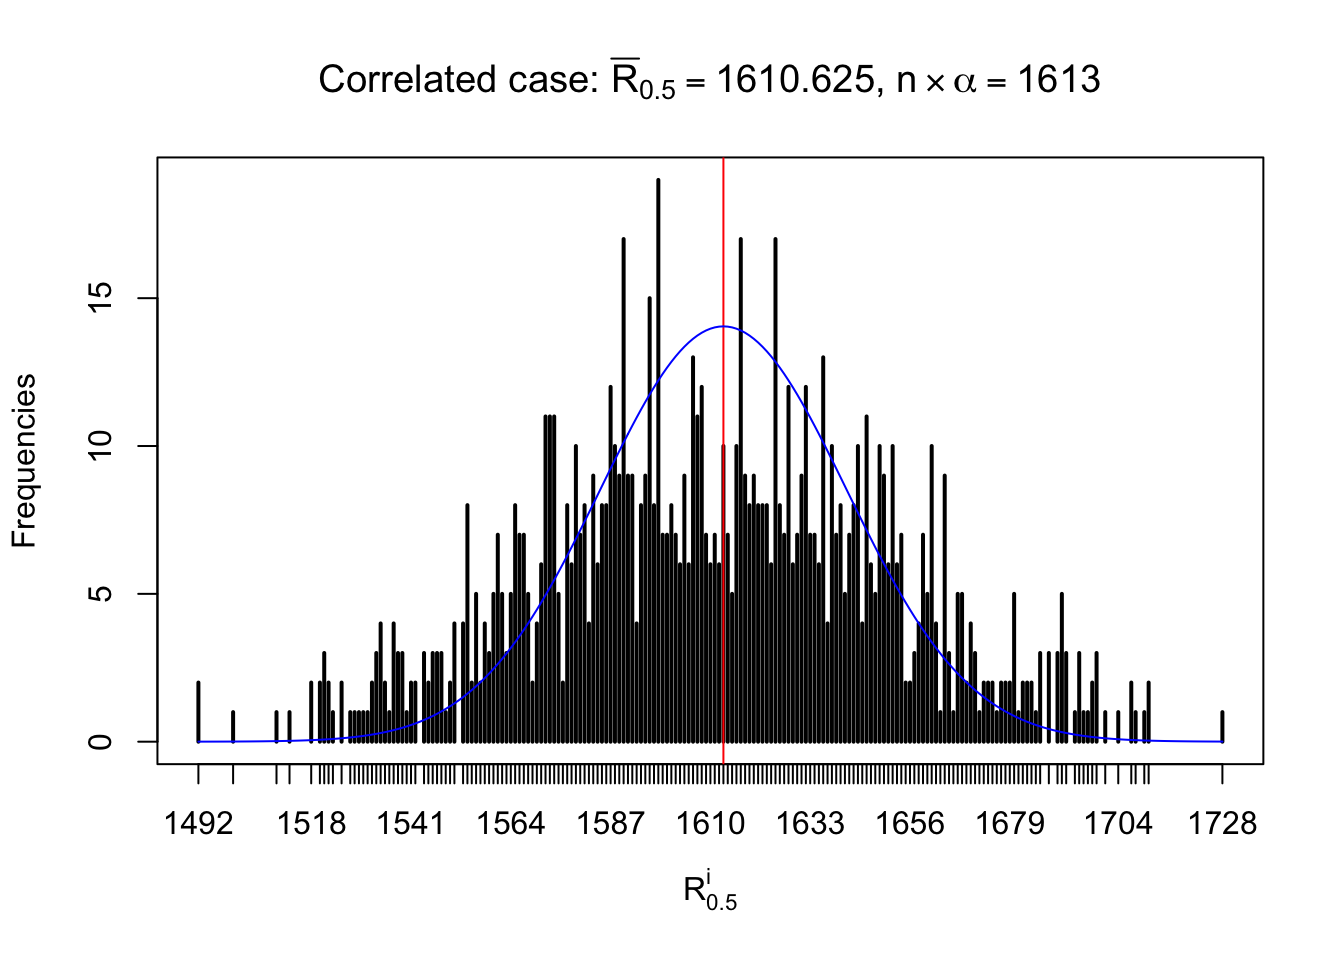 Correlated case: R̅₀.₅ = 1610.625, n × α = 1613
Frequencies
15
10
5
0
1492 1518 1541 1564 1587 1610 1633 1656 1679 1704 1728
Rⁱ₀.₅